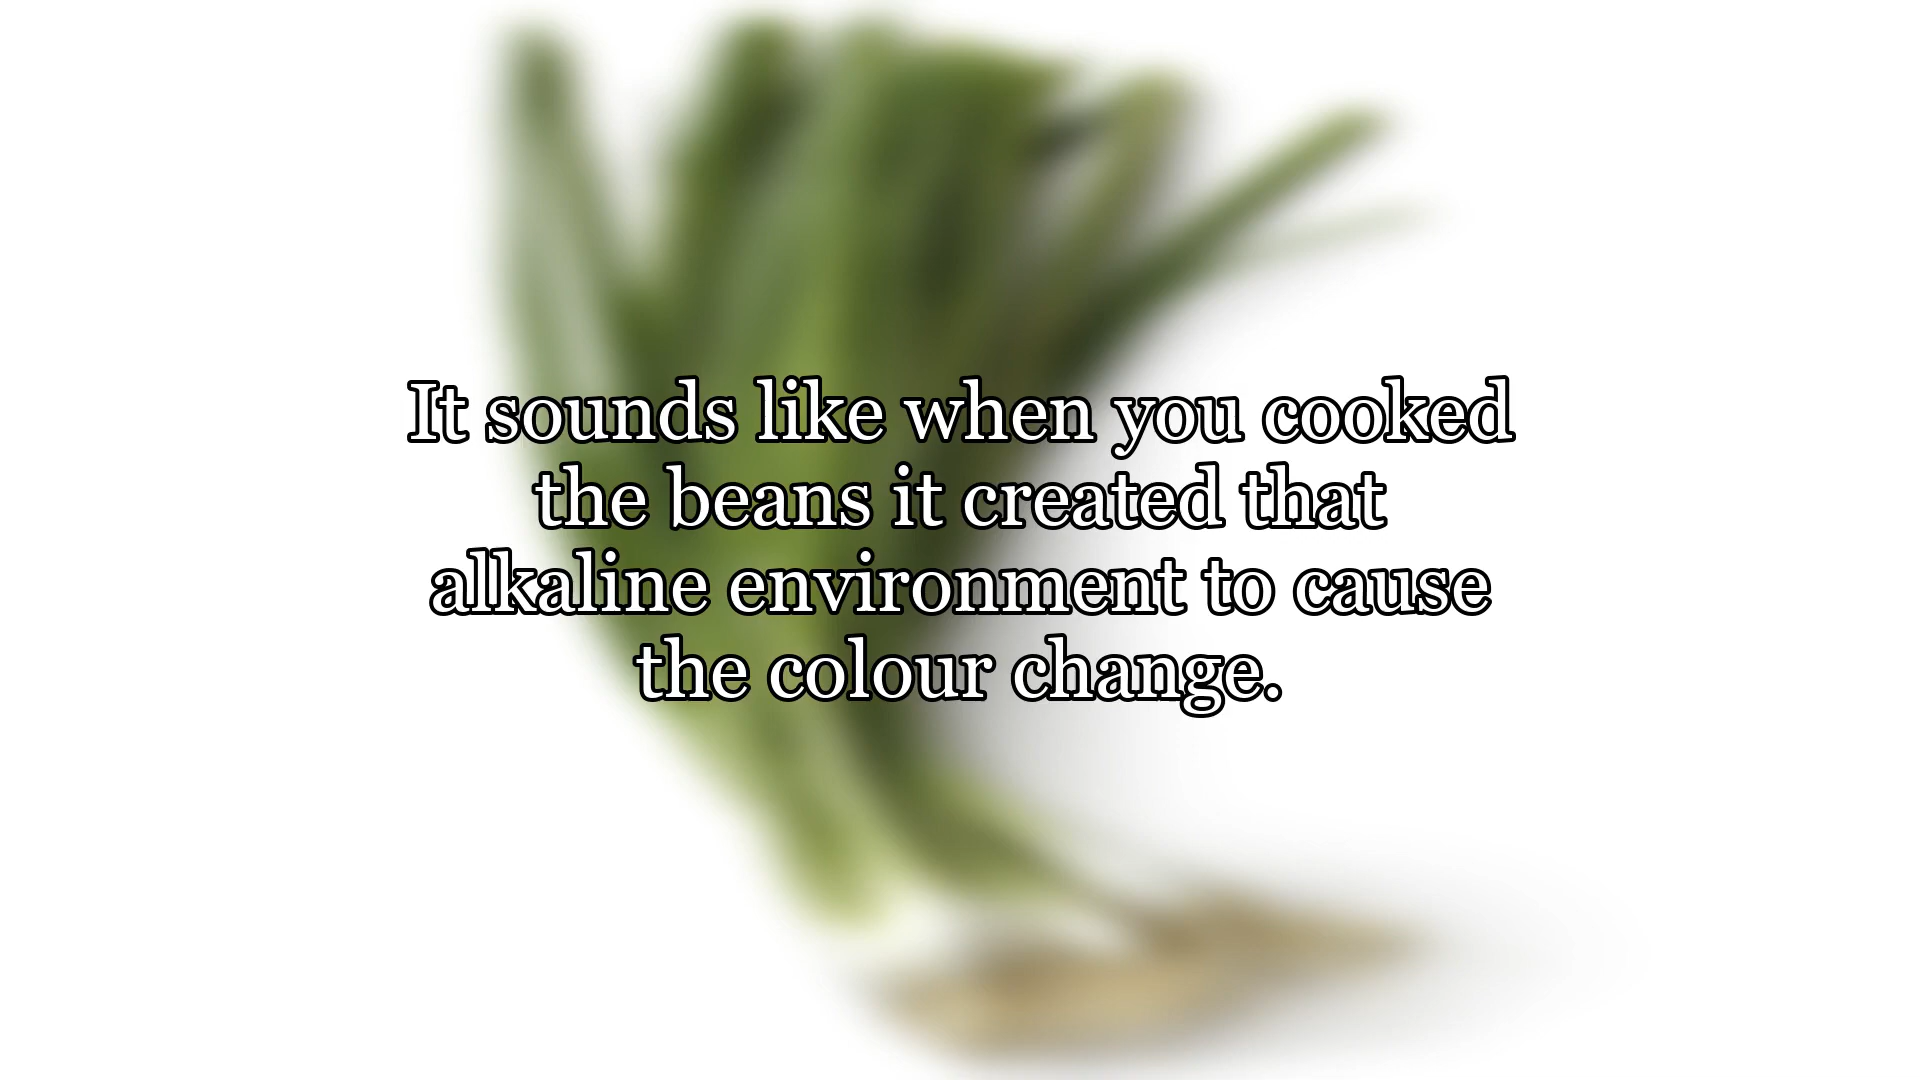 It sounds like when you cooked
the beans it created that
alkaline environment to cause
the colour change.